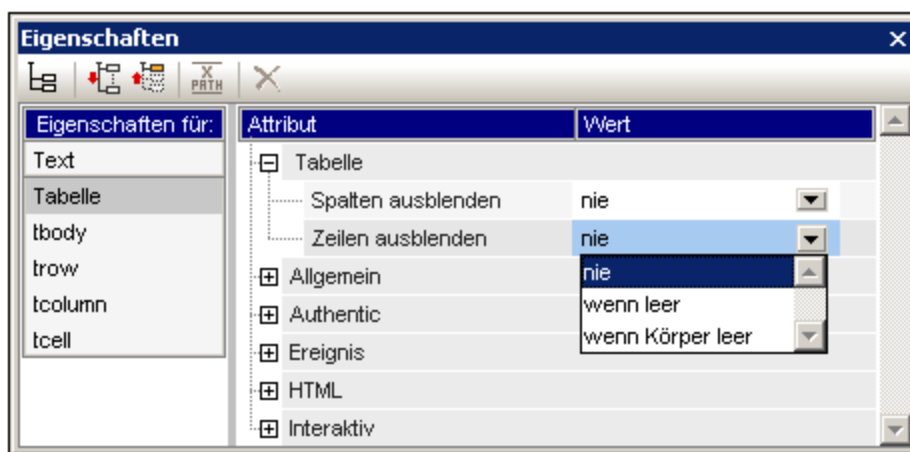 Eigenschaften
X
PATH
Eigenschaften für:
Attribut
Wert
Text
Tabelle
tbody
trow
tcolumn
tcell
Tabelle
Spalten ausblenden nie
Zeilen ausblenden nie
nie
wenn leer
wenn Körper leer
Allgemein
Authentic
Ereignis
HTML
Interaktiv